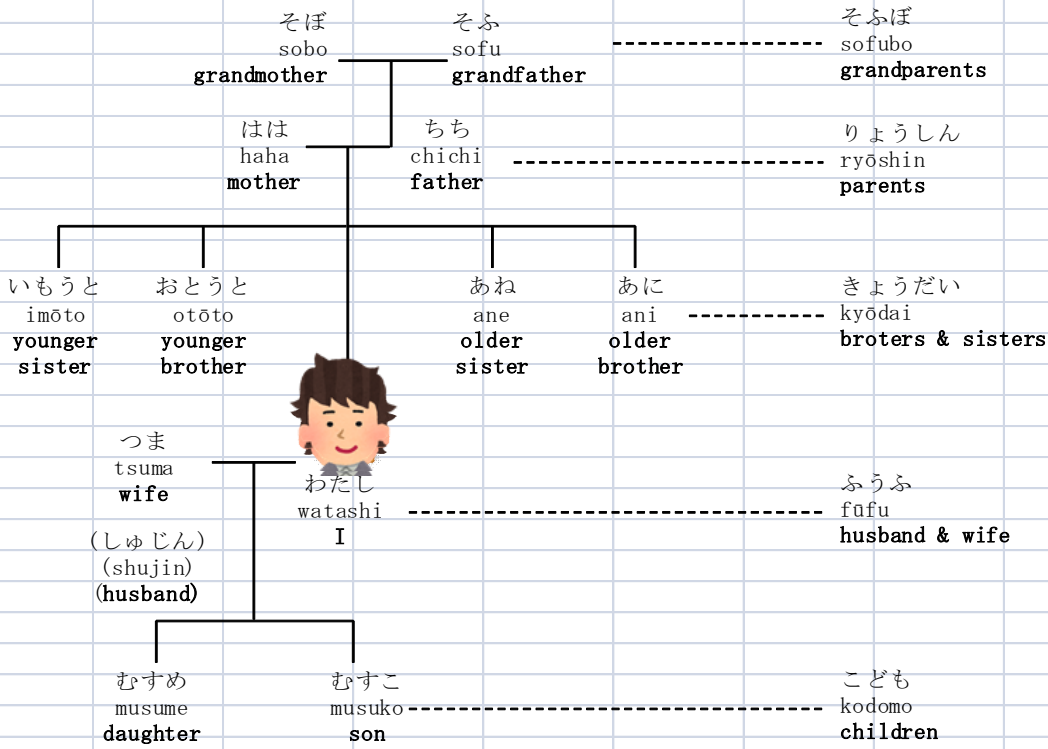 そぼ
sobo
grandmother
そふ
sofu
grandfather
そふぼ
sofubo
grandparents
はは
haha
mother
ちち
chichi
father
りょうしん
ryōshin
parents
いもうと
imōto
younger
sister
おとうと
otōto
younger
brother
あね
ane
older
sister
あに
ani
older
brother
きょうだい
kyōdai
broters & sisters
つま
tsuma
wife
(しゅじん)
(shujin)
(husband)
わたし
watashi
I
ふうふ
fūfu
husband & wife
むすめ
musume
daughter
むすこ
musuko
son
こども
kodomo
children